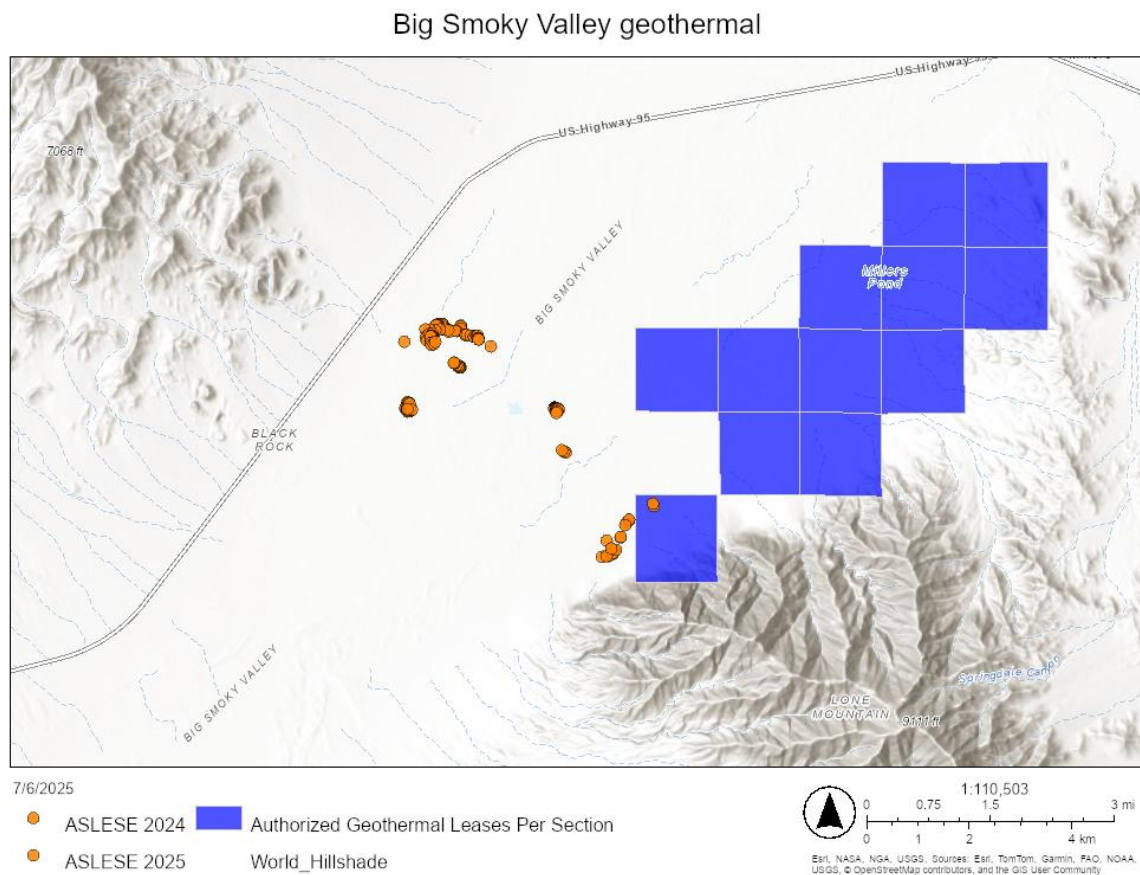 Big Smoky Valley geothermal
US Highway 95
US Highway 95
7068 ft
BIG SMOKY VALLEY
Millers
Pond
BLACK
ROCK
BIG SMOKY VALLEY
Springdale Canyon
LONE
MOUNTAIN
9111 ft
7/6/2025
ASLESE 2024
Authorized Geothermal Leases Per Section
ASLESE 2025
World_Hillshade
1:110,503
0 0.75 1.5 3 mi
0 1 2 4 km
Esri, NASA, NGA, USGS, Sources: Esri, TomTom, Garmin, FAO, NOAA,
USGS, © OpenStreetMap contributors, and the GIS User Community